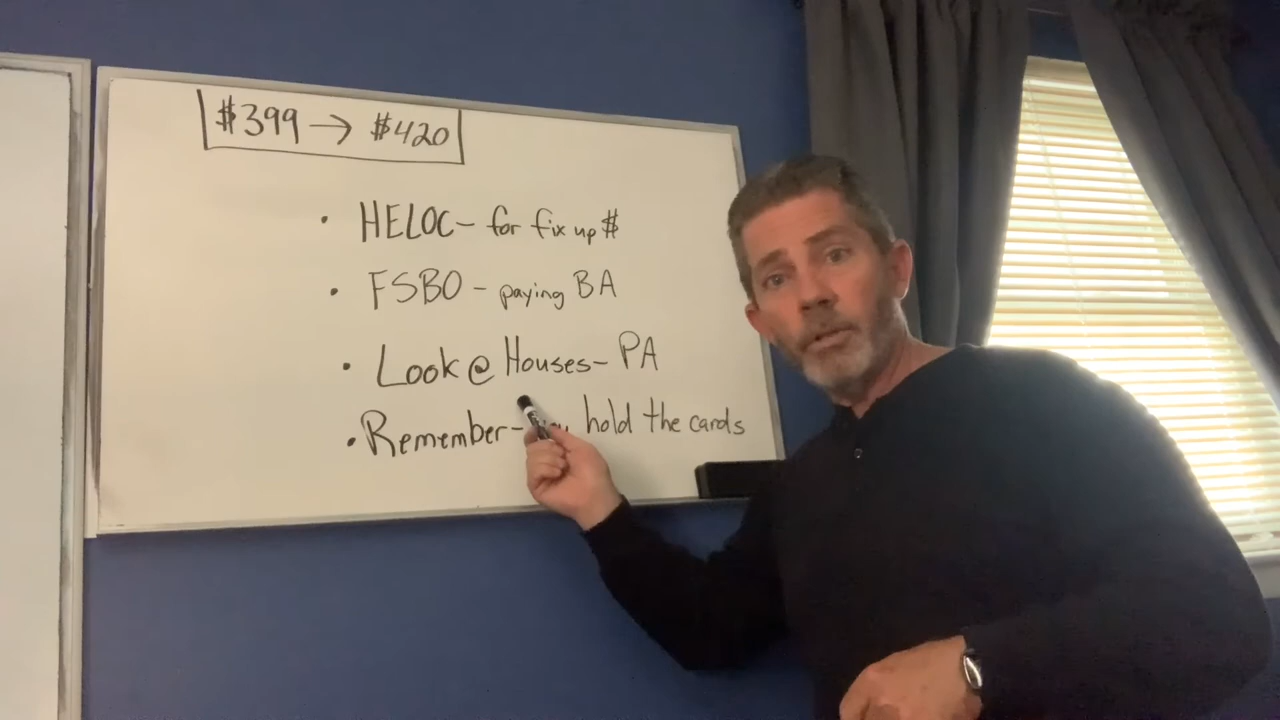 $399 → $420
• HELOC - for fix up $
• FSBO - paying BA
• Look @ Houses - PA
• Remember - hold the cards